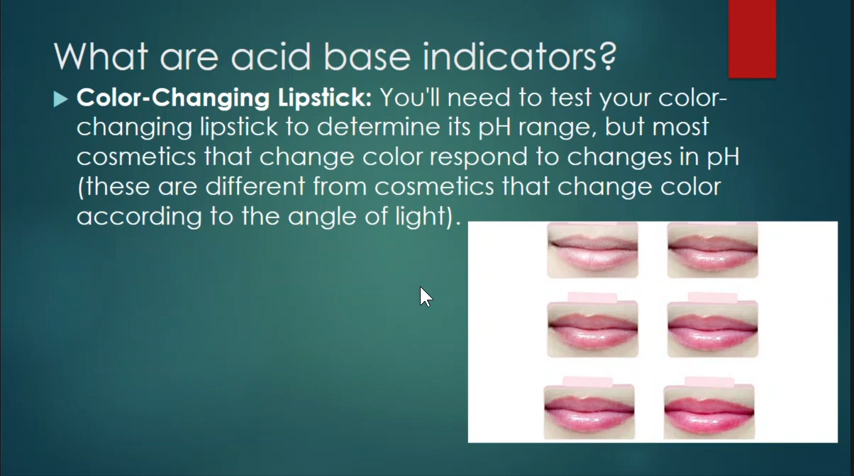 What are acid base indicators?
Color-Changing Lipstick: You'll need to test your color-
changing lipstick to determine its pH range, but most
cosmetics that change color respond to changes in pH
(these are different from cosmetics that change color
according to the angle of light).